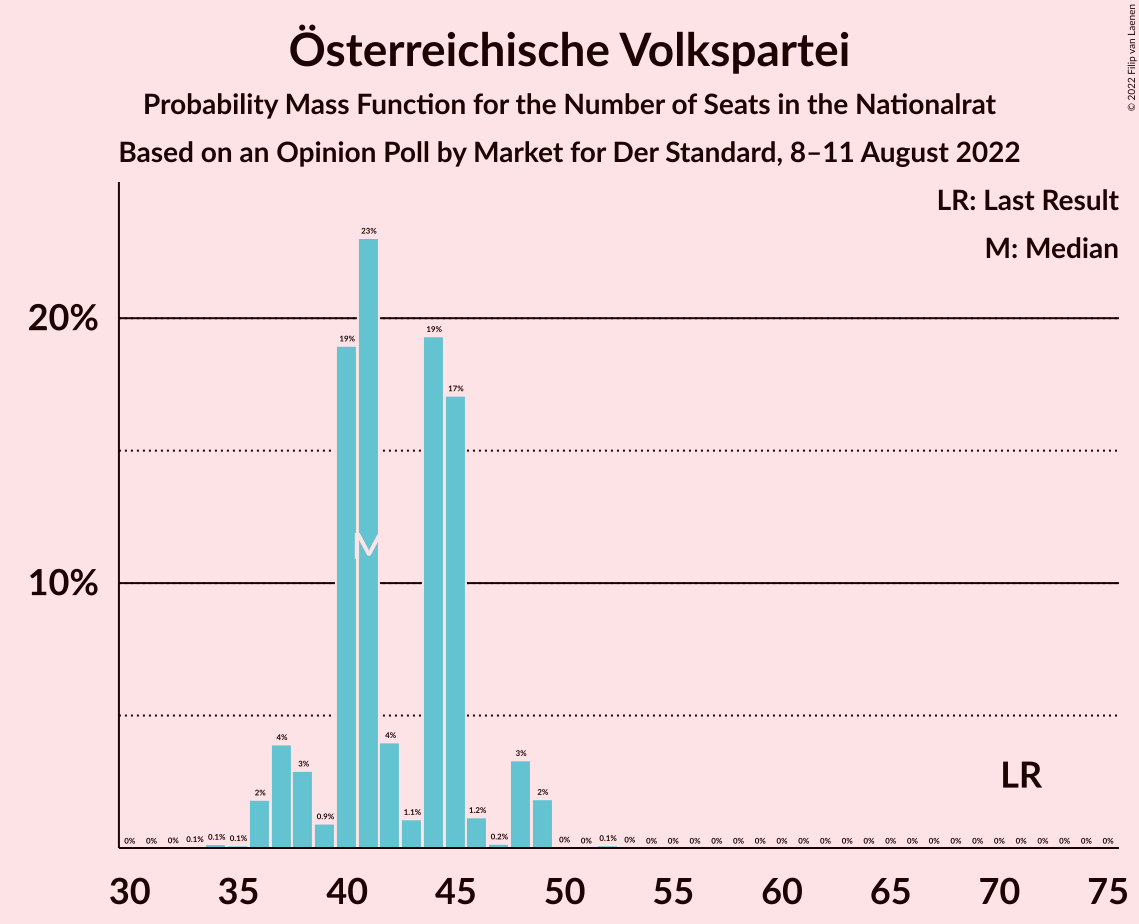 Österreichische Volkspartei
Probability Mass Function for the Number of Seats in the Nationalrat
Based on an Opinion Poll by Market for Der Standard, 8–11 August 2022
© 2022 Filip van Laenen
LR: Last Result
M: Median
20%
10%
0% 0% 0% 0.1% 0.1% 0.1% 2% 4% 3% 0.9% 19% 23% 4% 1.1% 19% 17% 1.2% 0.2% 3% 2% 0% 0% 0.1% 0% 0% 0% 0% 0% 0% 0% 0% 0% 0% 0% 0% 0% 0% 0% 0% 0% 0% 0% 0% 0% 0% 0%
M
LR
30 35 40 45 50 55 60 65 70 75